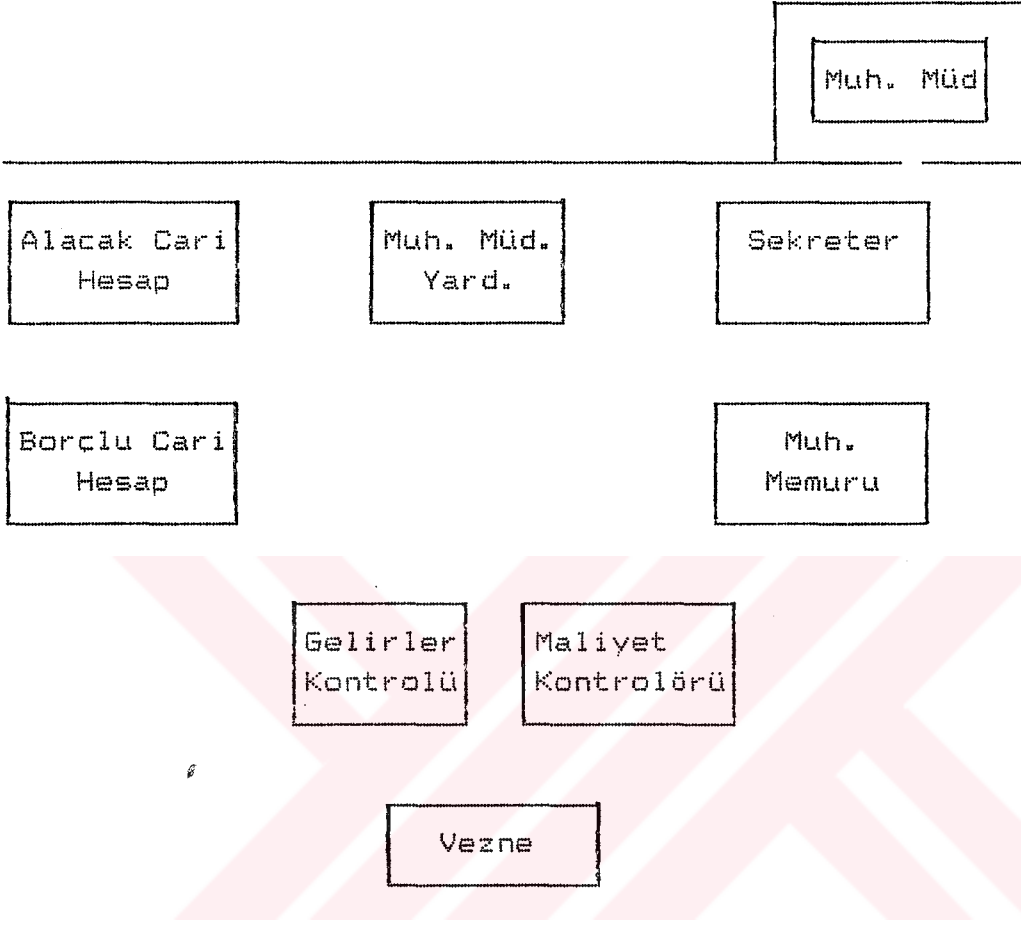 Muh. Müd
Alacak Cari
Hesap
Muh. Müd.
Yard.
Sekreter
Borçlu Cari
Hesap
Muh.
Memuru
Gelirler
Kontrolü
Maliyet
Kontrolörü
Vezne